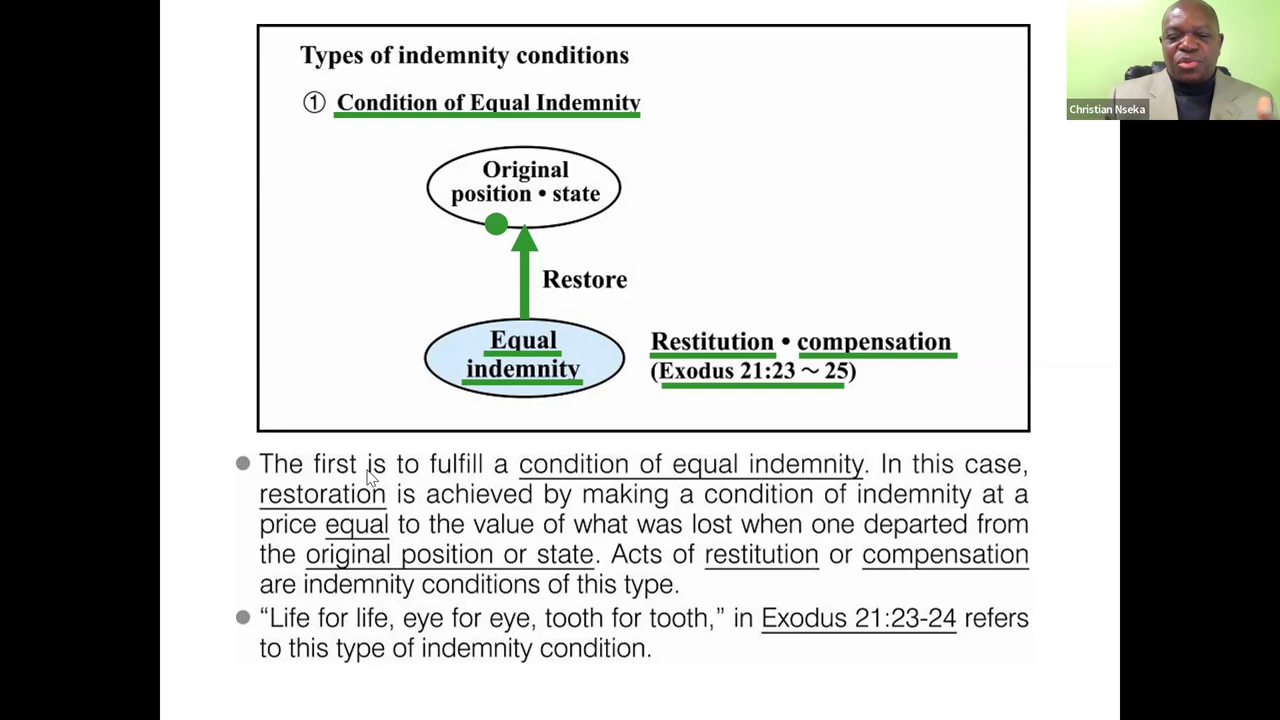 Types of indemnity conditions
① Condition of Equal Indemnity
Original
position • state
Restore
Equal
indemnity
Restitution • compensation
(Exodus 21:23 ～ 25)
Christian Nseka
● The first is to fulfill a condition of equal indemnity. In this case,
restoration is achieved by making a condition of indemnity at a
price equal to the value of what was lost when one departed from
the original position or state. Acts of restitution or compensation
are indemnity conditions of this type.
● “Life for life, eye for eye, tooth for tooth,” in Exodus 21:23-24 refers
to this type of indemnity condition.